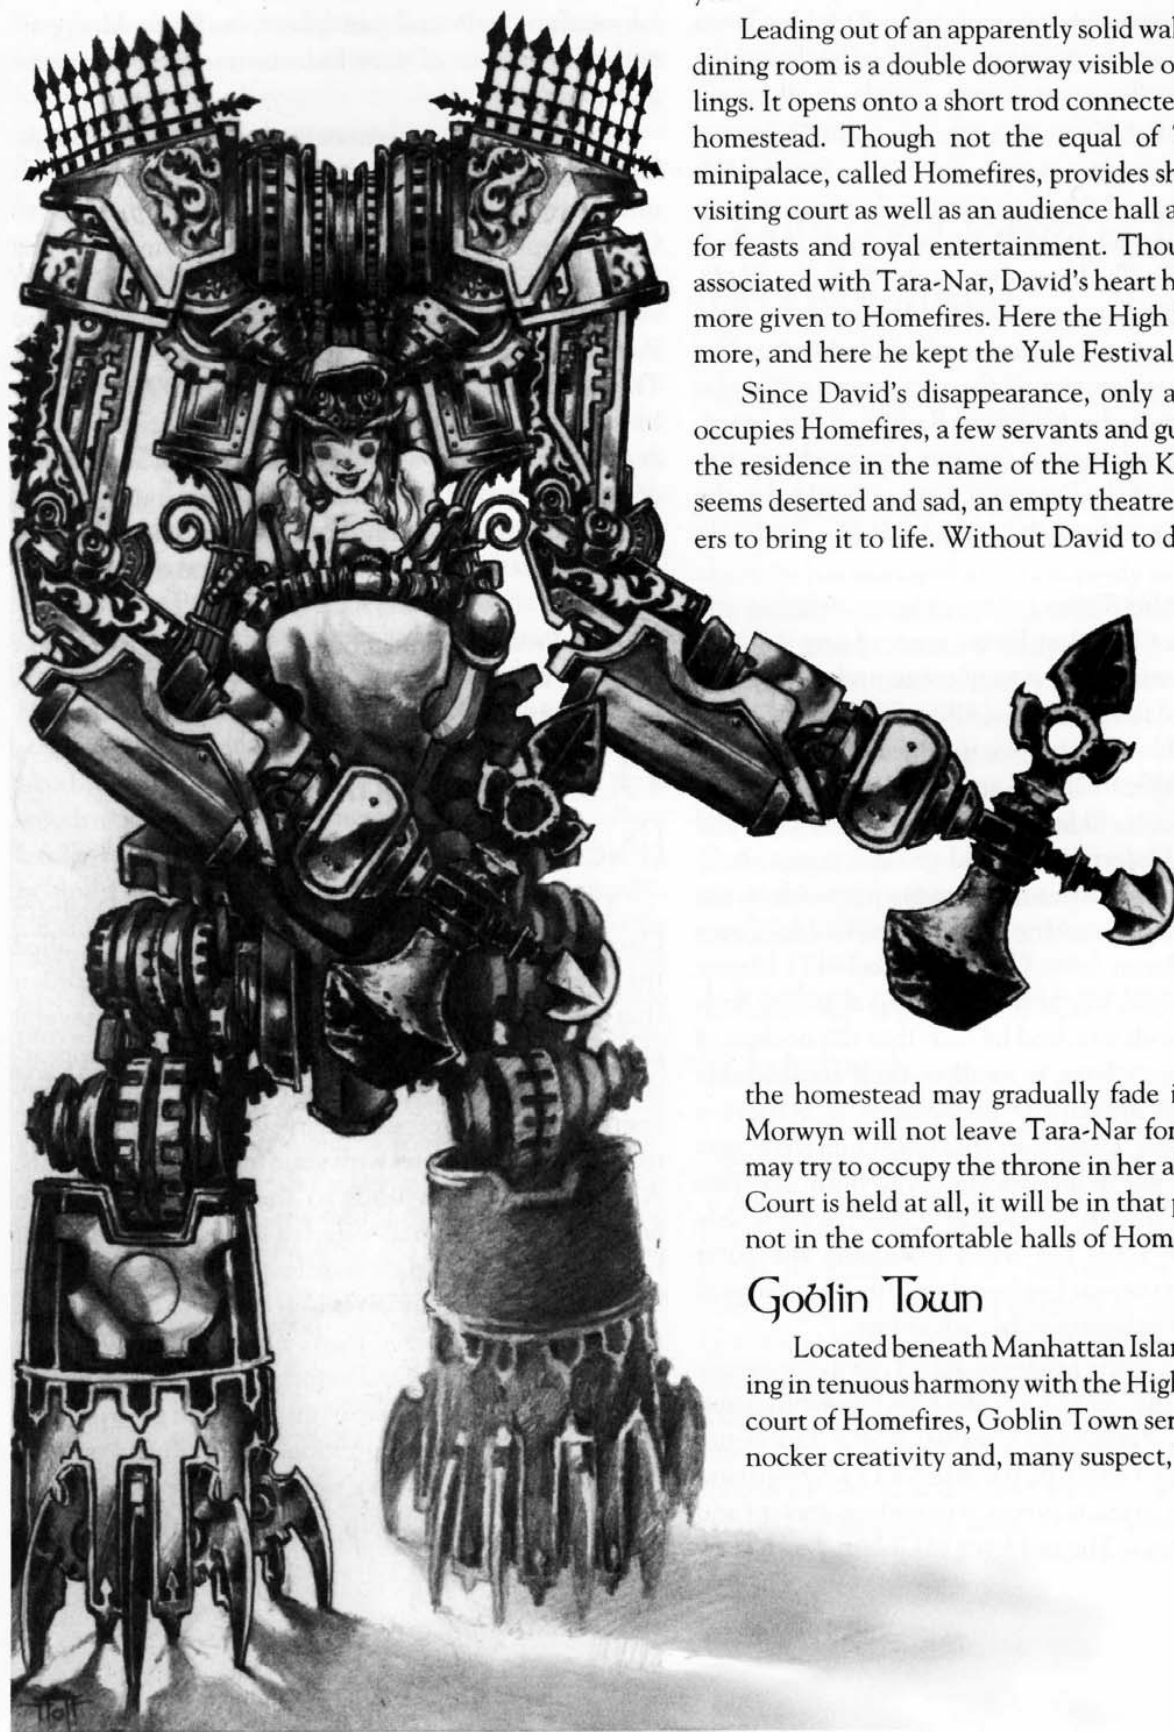 Leading out of an apparently solid wal
dining room is a double doorway visible o
lings. It opens onto a short trod connecte
homestead. Though not the equal of
minipalace, called Homefires, provides sh
visiting court as well as an audience hall a
for feasts and royal entertainment. Thou
associated with Tara-Nar, David's heart h
more given to Homefires. Here the High
more, and here he kept the Yule Festival
Since David's disappearance, only a
occupies Homefires, a few servants and gu
the residence in the name of the High K
seems deserted and sad, an empty theatre
ers to bring it to life. Without David to d
the homestead may gradually fade i
Morwyn will not leave Tara-Nar for
may try to occupy the throne in her a
Court is held at all, it will be in that p
not in the comfortable halls of Hom
Goblin Town
Located beneath Manhattan Islan
ing in tenuous harmony with the High
court of Homefires, Goblin Town ser
nocker creativity and, many suspect,